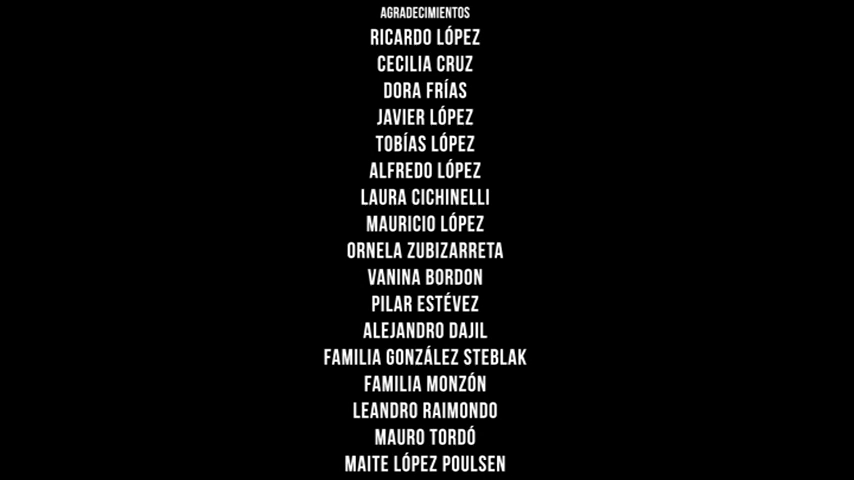 AGRADECIMIENTOS
RICARDO LÓPEZ
CECILIA CRUZ
DORA FRÍAS
JAVIER LÓPEZ
TOBÍAS LÓPEZ
ALFREDO LÓPEZ
LAURA CICHINELLI
MAURICIO LÓPEZ
ORNELA ZUBIZARRETA
VANINA BORDON
PILAR ESTÉVEZ
ALEJANDRO DAJIL
FAMILIA GONZÁLEZ STEBLAK
FAMILIA MONZÓN
LEANDRO RAIMONDO
MAURO TORDÓ
MAITE LÓPEZ POULSEN